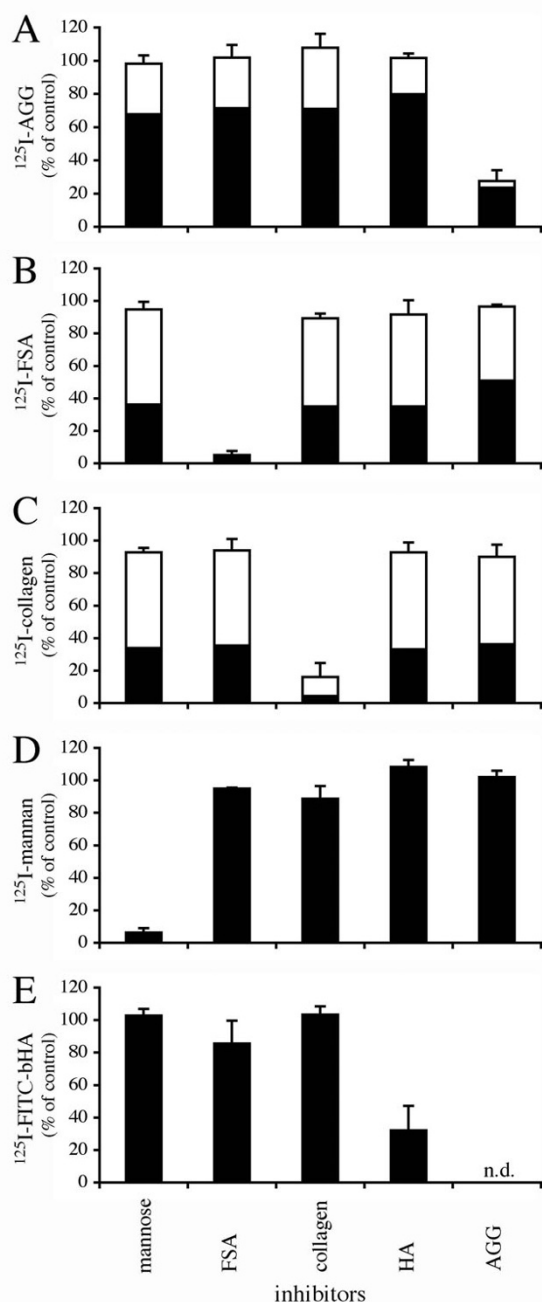 A
¹²⁵I-AGG
(% of control)
120
100
80
60
40
20
0
B
¹²⁵I-FSA
(% of control)
120
100
80
60
40
20
0
C
¹²⁵I-collagen
(% of control)
120
100
80
60
40
20
0
D
¹²⁵I-mannan
(% of control)
120
100
80
60
40
20
0
E
¹²⁵I-FITC-bHA
(% of control)
120
100
80
60
40
20
0
n.d.
mannose
FSA
collagen
HA
AGG
inhibitors